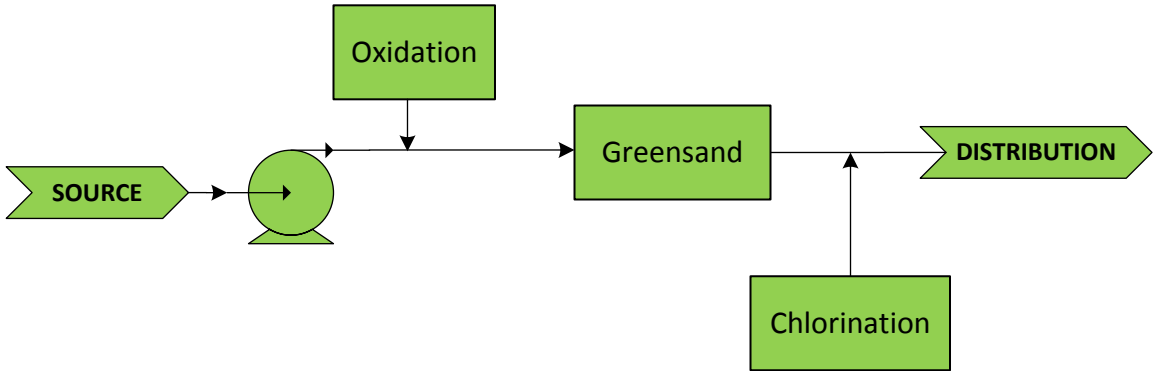 Oxidation
Greensand
SOURCE
DISTRIBUTION
Chlorination